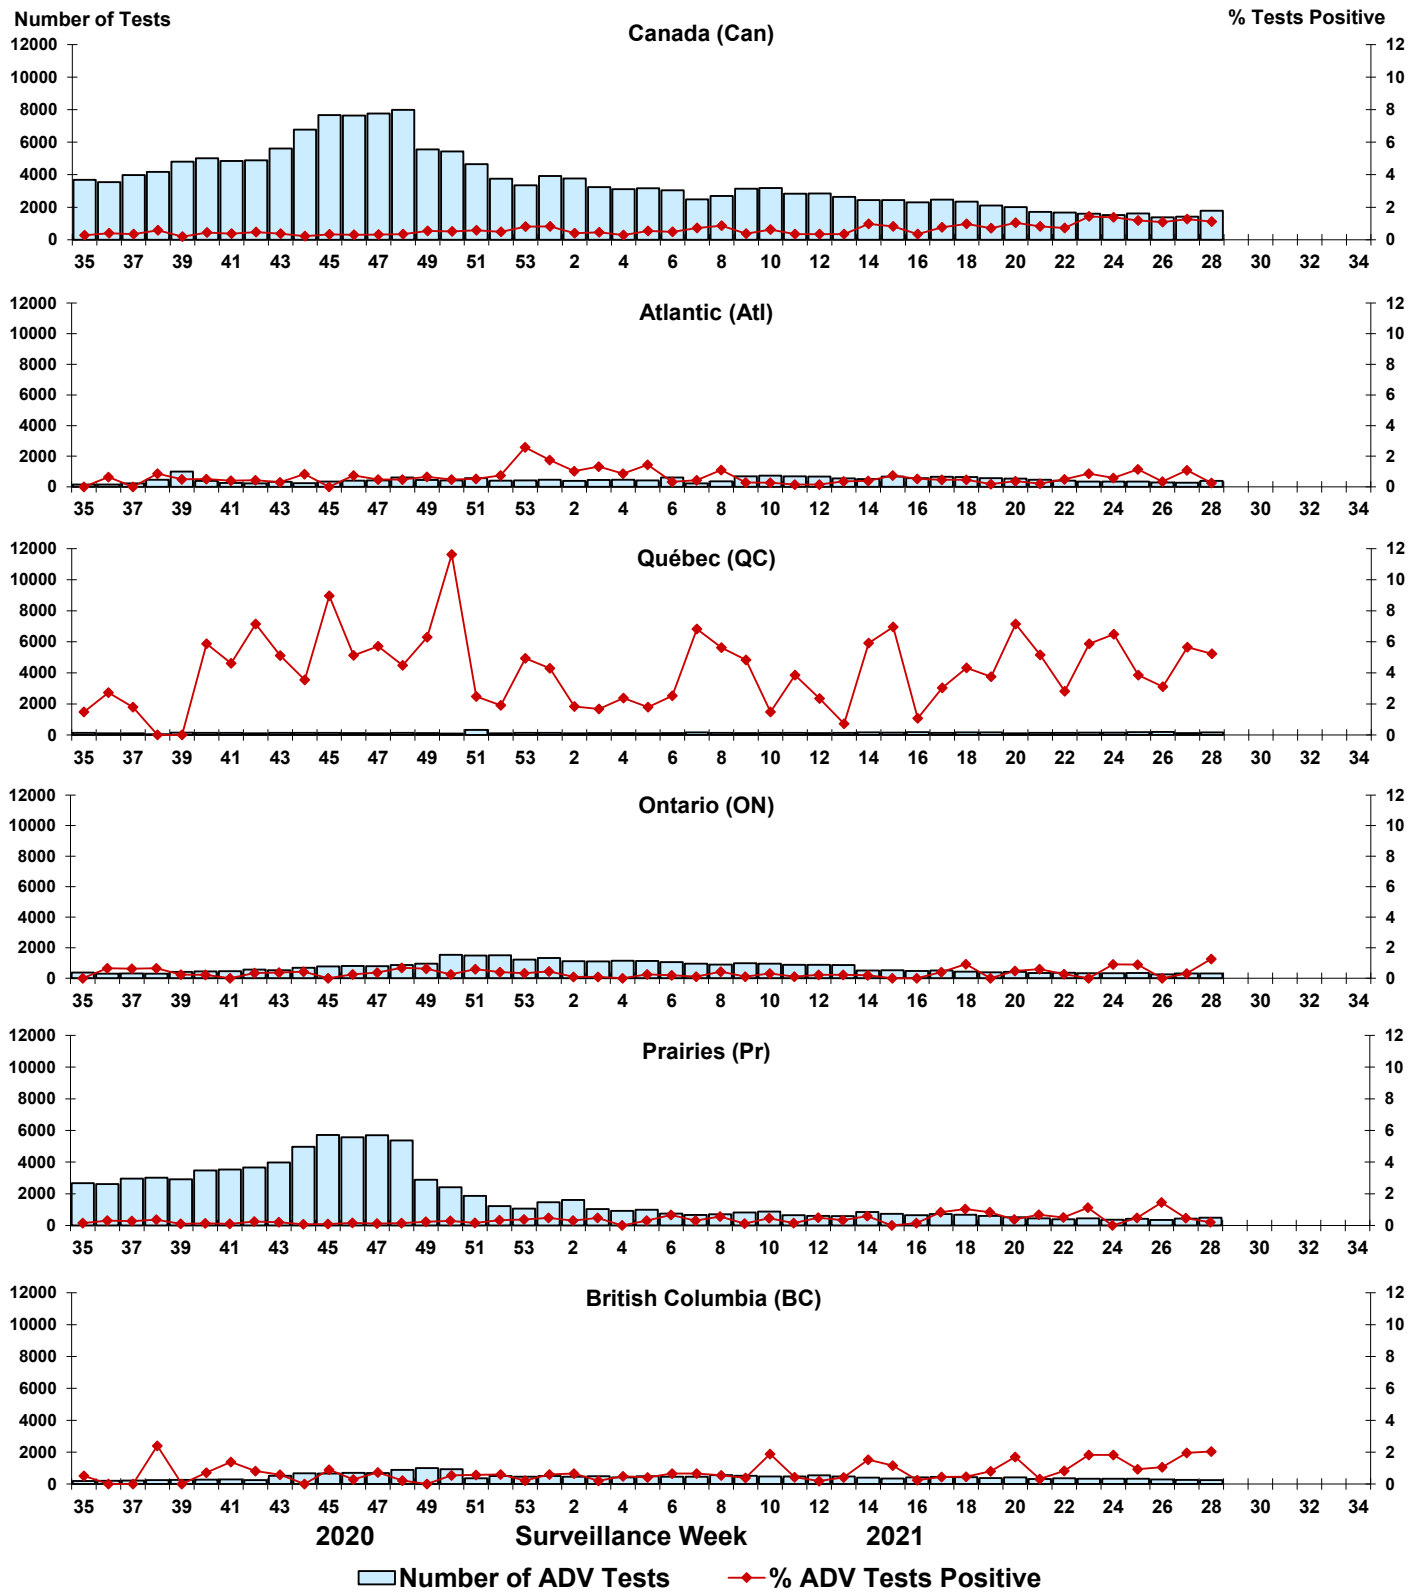 Number of Tests
% Tests Positive
Canada (Can)
12000 12
10000 10
8000 8
6000 6
4000 4
2000 2
0 0
35 37 39 41 43 45 47 49 51 53 2 4 6 8 10 12 14 16 18 20 22 24 26 28 30 32 34
Atlantic (Atl)
12000 12
10000 10
8000 8
6000 6
4000 4
2000 2
0 0
35 37 39 41 43 45 47 49 51 53 2 4 6 8 10 12 14 16 18 20 22 24 26 28 30 32 34
Québec (QC)
12000 12
10000 10
8000 8
6000 6
4000 4
2000 2
0 0
35 37 39 41 43 45 47 49 51 53 2 4 6 8 10 12 14 16 18 20 22 24 26 28 30 32 34
Ontario (ON)
12000 12
10000 10
8000 8
6000 6
4000 4
2000 2
0 0
35 37 39 41 43 45 47 49 51 53 2 4 6 8 10 12 14 16 18 20 22 24 26 28 30 32 34
Prairies (Pr)
12000 12
10000 10
8000 8
6000 6
4000 4
2000 2
0 0
35 37 39 41 43 45 47 49 51 53 2 4 6 8 10 12 14 16 18 20 22 24 26 28 30 32 34
British Columbia (BC)
12000 12
10000 10
8000 8
6000 6
4000 4
2000 2
0 0
35 37 39 41 43 45 47 49 51 53 2 4 6 8 10 12 14 16 18 20 22 24 26 28 30 32 34
2020 Surveillance Week 2021
Number of ADV Tests % ADV Tests Positive